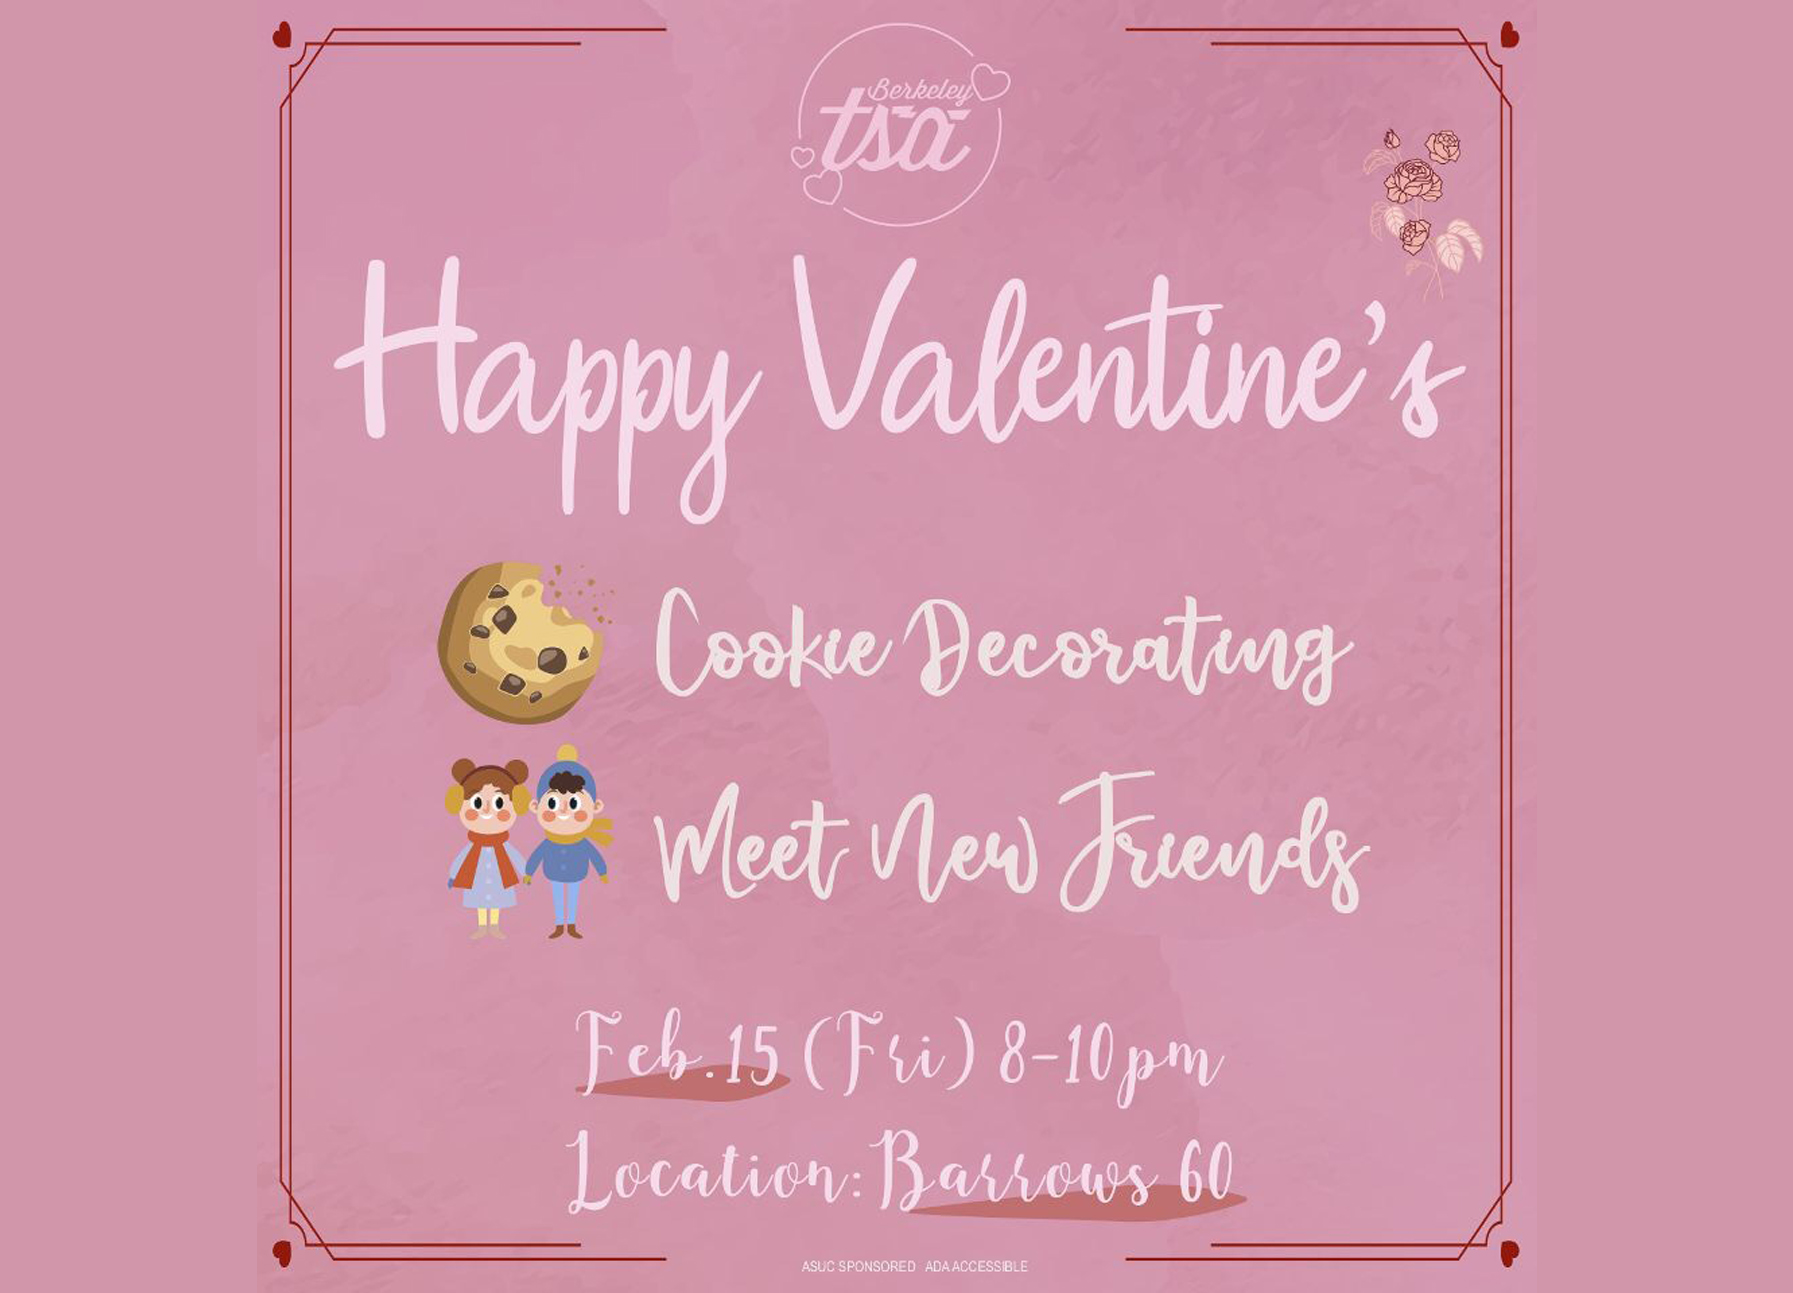 Berkeley
tsa
Happy Valentine's
Cookie Decorating
Meet New Friends
Feb.15 (Fri) 8-10pm
Location: Barrows 60
ASUC SPONSORED ADA ACCESSIBLE